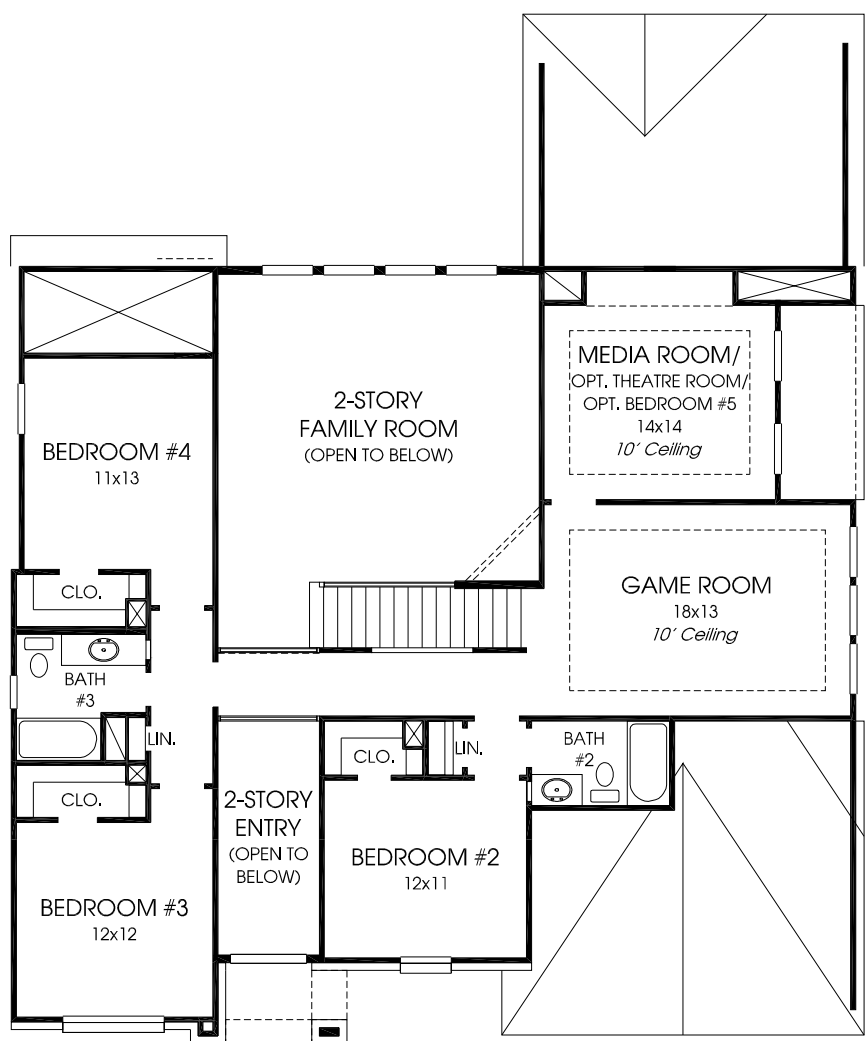 MEDIA ROOM/
OPT. THEATRE ROOM/
OPT. BEDROOM #5
14x14
10' Ceiling
2-STORY
FAMILY ROOM
(OPEN TO BELOW)
BEDROOM #4
11x13
CLO.
GAME ROOM
18x13
10' Ceiling
BATH
#3
LIN.
CLO.
2-STORY
ENTRY
(OPEN TO
BELOW)
CLO.
LIN.
BATH
#2
BEDROOM #2
12x11
BEDROOM #3
12x12